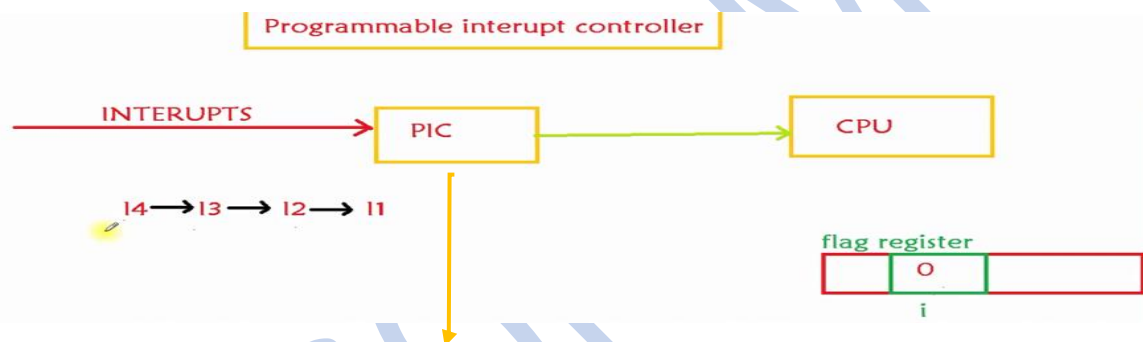 Programmable interupt controller
INTERUPTS
PIC
CPU
I4 I3 I2 I1
flag register
0
i